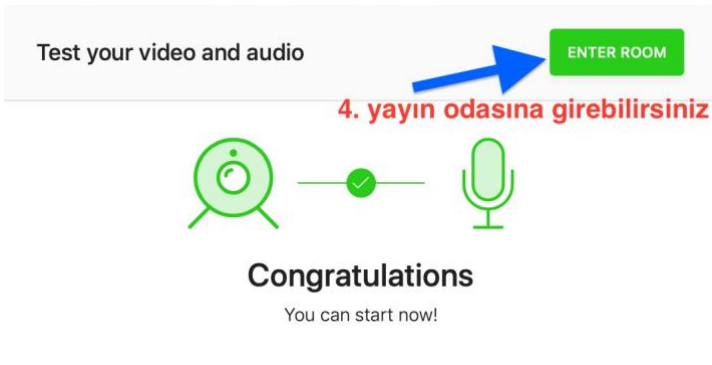 Test your video and audio
ENTER ROOM
4. yayın odasına girebilirsiniz
Congratulations
You can start now!